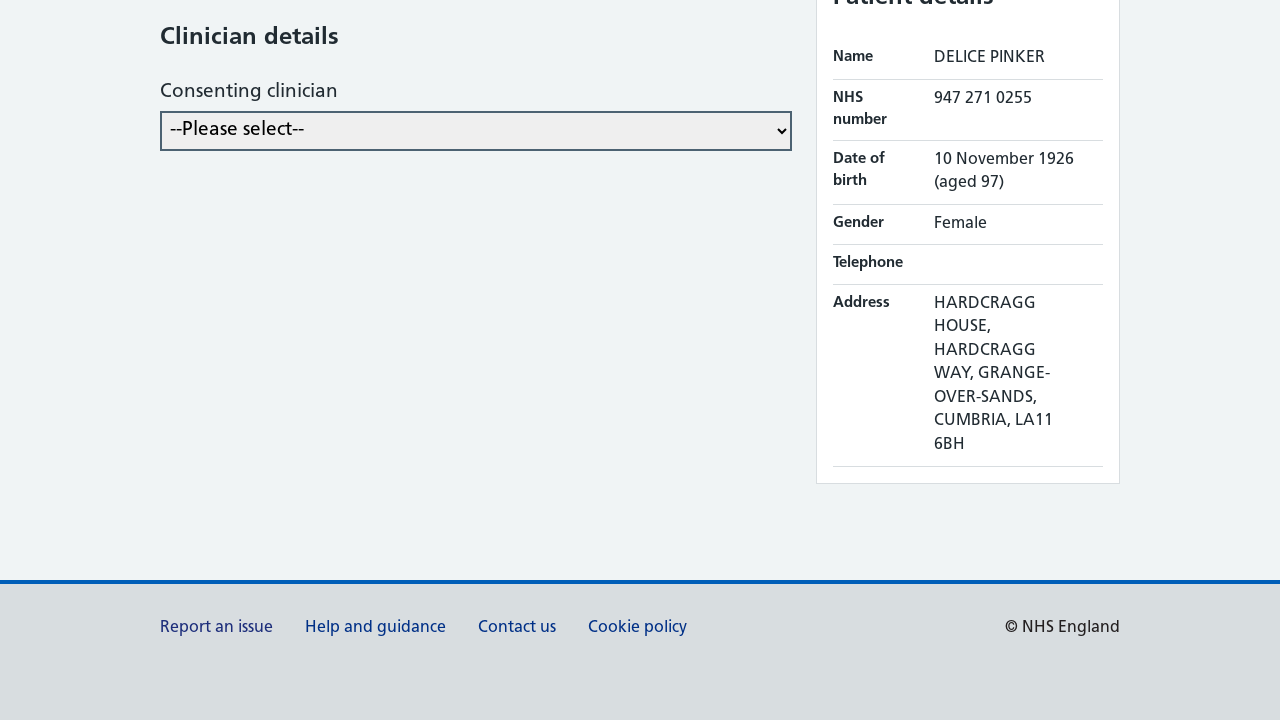 Clinician details
Consenting clinician
--Please select--
Patient details
Name DELICE PINKER
NHS number 947 271 0255
Date of birth 10 November 1926
(aged 97)
Gender Female
Telephone
Address HARDCRAGG
HOUSE,
HARDCRAGG
WAY, GRANGE-
OVER-SANDS,
CUMBRIA, LA11
6BH
Report an issue Help and guidance Contact us Cookie policy © NHS England